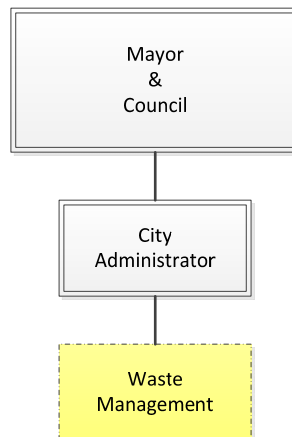 Mayor
&
Council
City
Administrator
Waste
Management